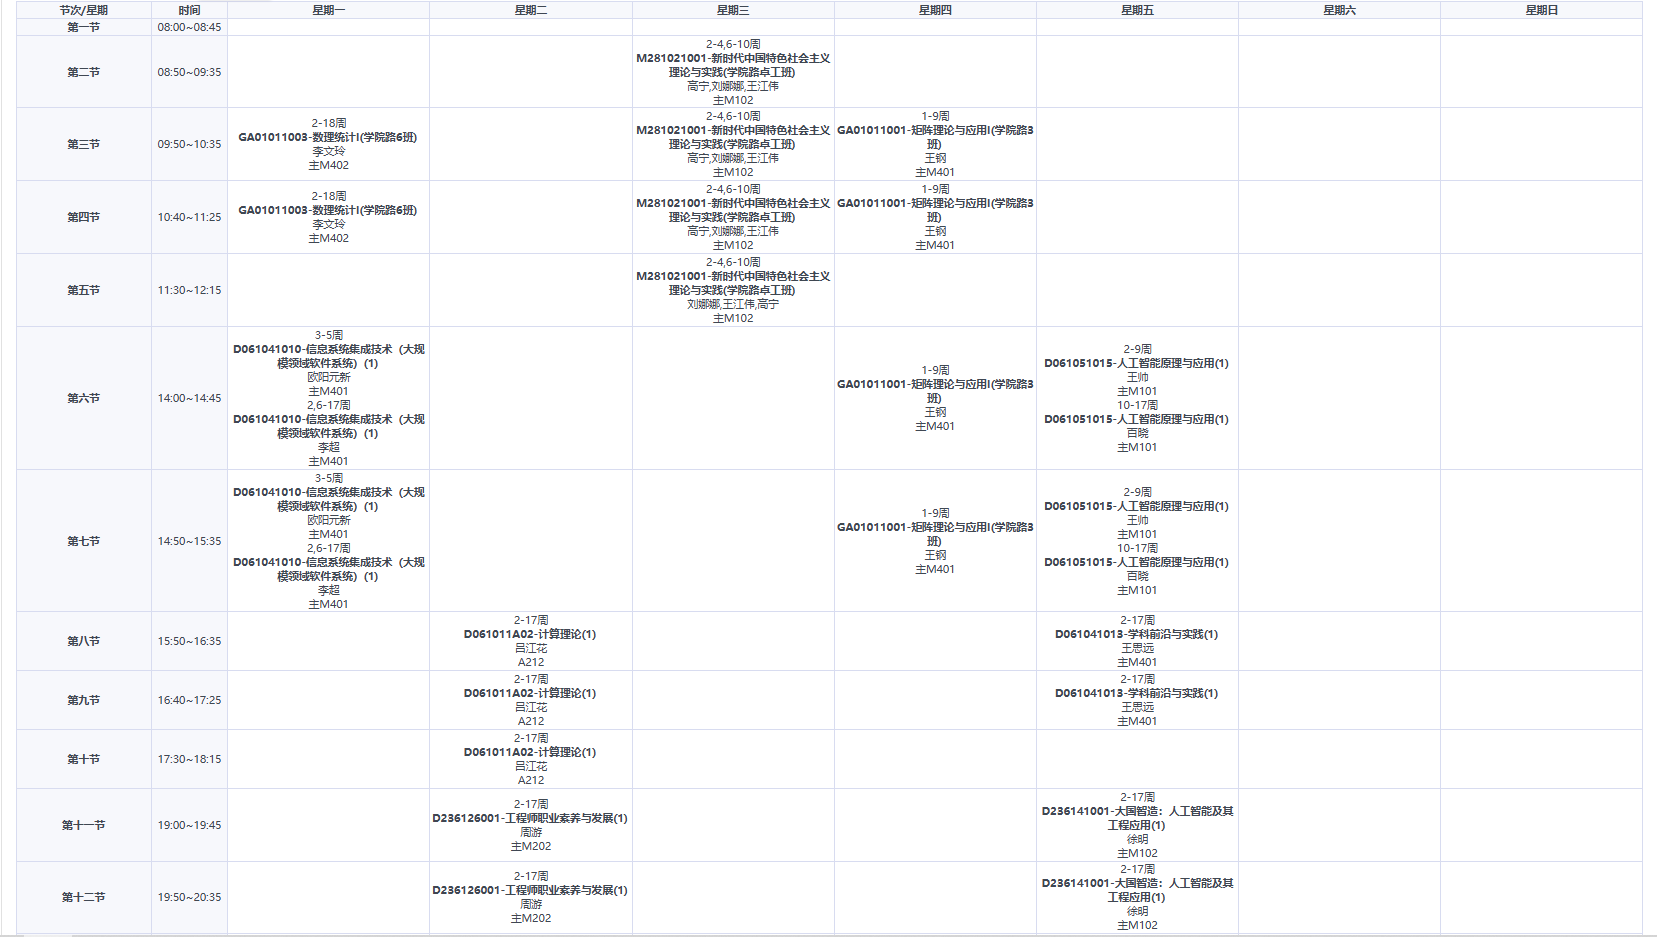 节次/星期 时间 星期一 星期二 星期三 星期四 星期五 星期六 星期日
第一节 08:00~08:45
第二节 08:50~09:35
2-4,6-10周
M281021001-新时代中国特色社会主义
理论与实践(学院路卓工班)
高宁,刘娜娜,王江伟
主M102
第三节 09:50~10:35
2-18周
GA01011003-数理统计I(学院路6班)
李文玲
主M402
2-4,6-10周
M281021001-新时代中国特色社会主义
理论与实践(学院路卓工班)
高宁,刘娜娜,王江伟
主M102
1-9周
GA01011001-矩阵理论与应用I(学院路3
班)
王钢
主M401
第四节 10:40~11:25
2-18周
GA01011003-数理统计I(学院路6班)
李文玲
主M402
2-4,6-10周
M281021001-新时代中国特色社会主义
理论与实践(学院路卓工班)
高宁,刘娜娜,王江伟
主M102
1-9周
GA01011001-矩阵理论与应用I(学院路3
班)
王钢
主M401
第五节 11:30~12:15
2-4,6-10周
M281021001-新时代中国特色社会主义
理论与实践(学院路卓工班)
刘娜娜,王江伟,高宁
主M102
第六节 14:00~14:45
3-5周
D061041010-信息系统集成技术（大规
模领域软件系统）(1)
欧阳元新
主M401
2,6-17周
D061041010-信息系统集成技术（大规
模领域软件系统）(1)
李超
主M401
1-9周
GA01011001-矩阵理论与应用I(学院路3
班)
王钢
主M401
2-9周
D061051015-人工智能原理与应用(1)
王帅
主M101
10-17周
D061051015-人工智能原理与应用(1)
百晓
主M101
第七节 14:50~15:35
3-5周
D061041010-信息系统集成技术（大规
模领域软件系统）(1)
欧阳元新
主M401
2,6-17周
D061041010-信息系统集成技术（大规
模领域软件系统）(1)
李超
主M401
1-9周
GA01011001-矩阵理论与应用I(学院路3
班)
王钢
主M401
2-9周
D061051015-人工智能原理与应用(1)
王帅
主M101
10-17周
D061051015-人工智能原理与应用(1)
百晓
主M101
第八节 15:50~16:35
2-17周
D061011A02-计算理论(1)
吕江花
A212
2-17周
D061041013-学科前沿与实践(1)
王思远
主M401
第九节 16:40~17:25
2-17周
D061011A02-计算理论(1)
吕江花
A212
2-17周
D061041013-学科前沿与实践(1)
王思远
主M401
第十节 17:30~18:15
2-17周
D061011A02-计算理论(1)
吕江花
A212
第十一节 19:00~19:45
2-17周
D236126001-工程师职业素养与发展(1)
周游
主M202
2-17周
D236141001-大国智造：人工智能及其
工程应用(1)
徐明
主M102
第十二节 19:50~20:35
2-17周
D236126001-工程师职业素养与发展(1)
周游
主M202
2-17周
D236141001-大国智造：人工智能及其
工程应用(1)
徐明
主M102